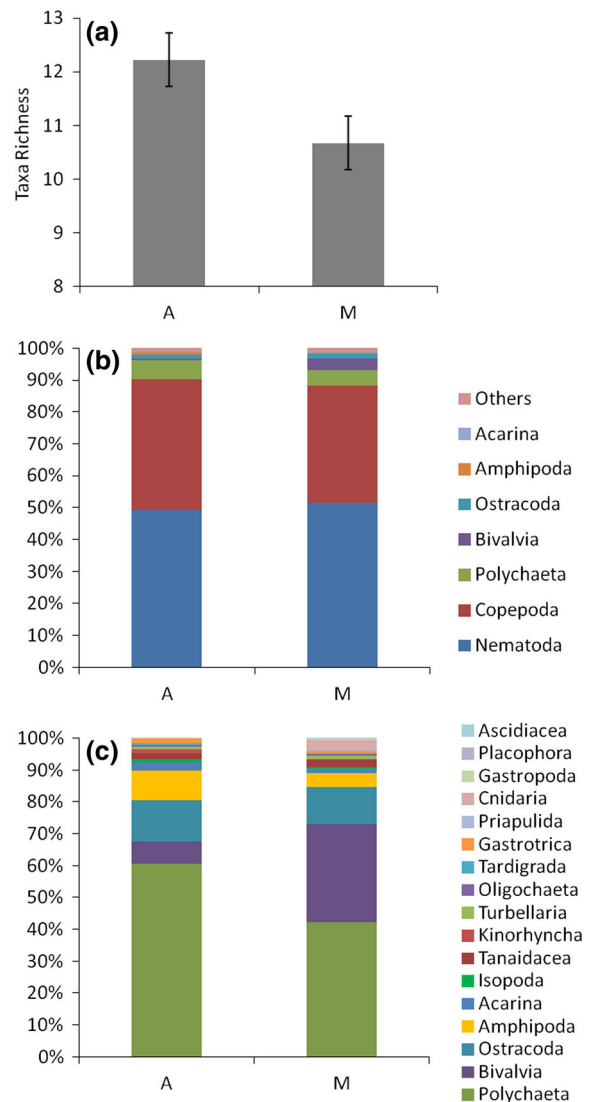 (a)
Taxa Richness
13
12
11
10
9
8
A M
(b)
100%
90%
80%
70%
60%
50%
40%
30%
20%
10%
0%
A M
Others
Acarina
Amphipoda
Ostracoda
Bivalvia
Polychaeta
Copepoda
Nematoda
(c)
100%
90%
80%
70%
60%
50%
40%
30%
20%
10%
0%
A M
Ascidiacea
Placophora
Gastropoda
Cnidaria
Priapulida
Gastrotrica
Tardigrada
Oligochaeta
Turbellaria
Kinorhyncha
Tanaidacea
Isopoda
Acarina
Amphipoda
Ostracoda
Bivalvia
Polychaeta